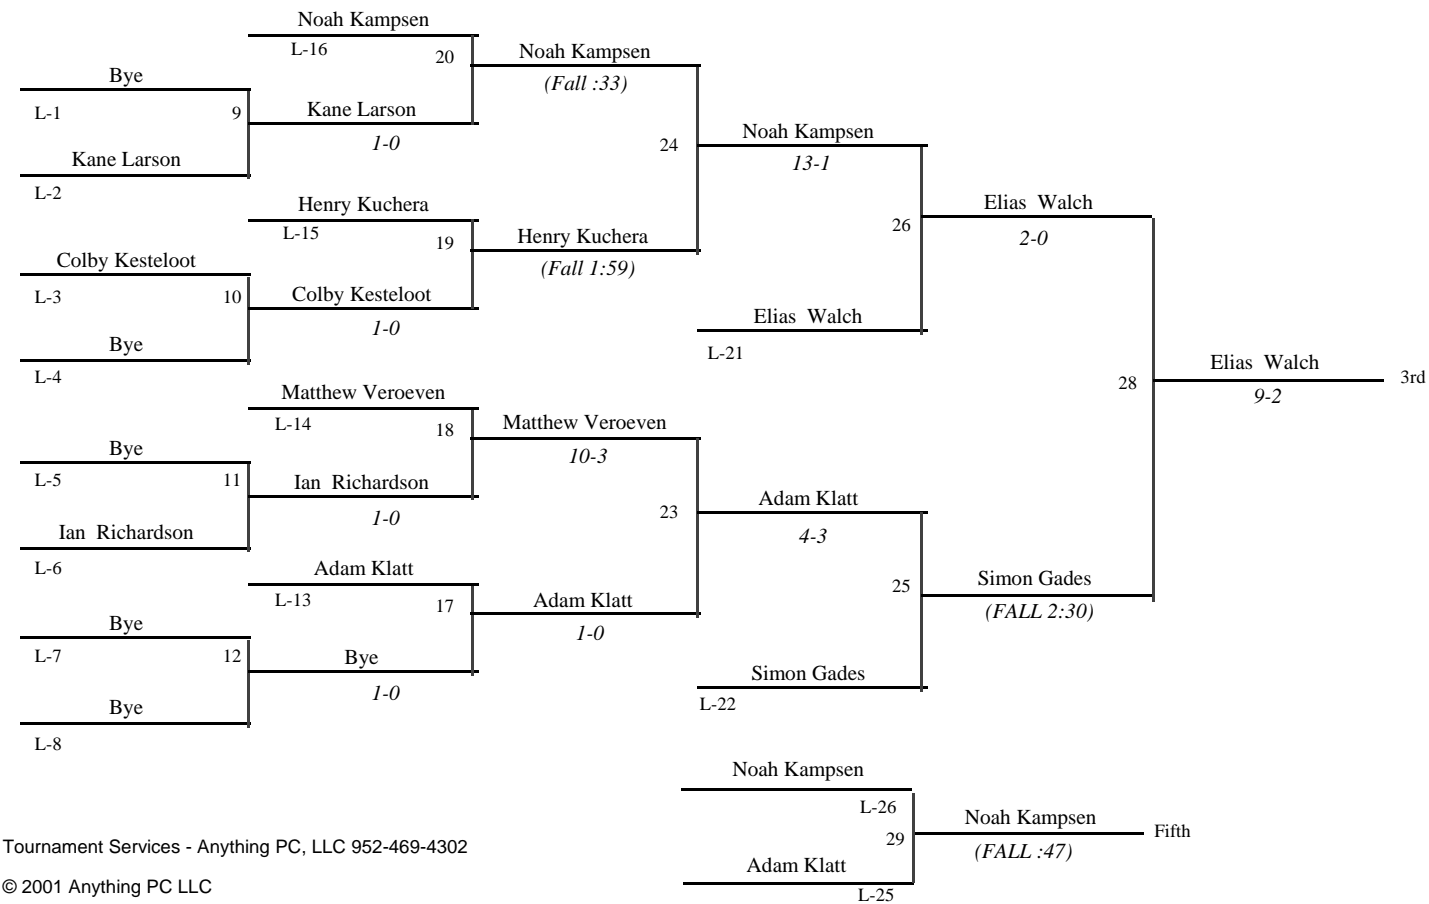 Noah Kampsen
L-16
20
Noah Kampsen
(Fall :33)
Bye
L-1
9
Kane Larson
1-0
Kane Larson
L-2
24
Noah Kampsen
13-1
Henry Kuchera
L-15
19
Henry Kuchera
(Fall 1:59)
26
Elias Walch
2-0
Colby Kesteloot
L-3
10
Colby Kesteloot
1-0
Bye
L-4
Elias Walch
L-21
28
Elias Walch
9-2
3rd
Matthew Veroeven
L-14
18
Matthew Veroeven
10-3
Bye
L-5
11
Ian Richardson
1-0
Ian Richardson
L-6
23
Adam Klatt
4-3
Adam Klatt
L-13
17
Adam Klatt
1-0
25
Simon Gades
(FALL 2:30)
Bye
L-7
12
Bye
1-0
Bye
L-8
Simon Gades
L-22
Noah Kampsen
L-26
29
Noah Kampsen
(FALL :47)
Fifth
Adam Klatt
L-25
Tournament Services - Anything PC, LLC 952-469-4302
© 2001 Anything PC LLC